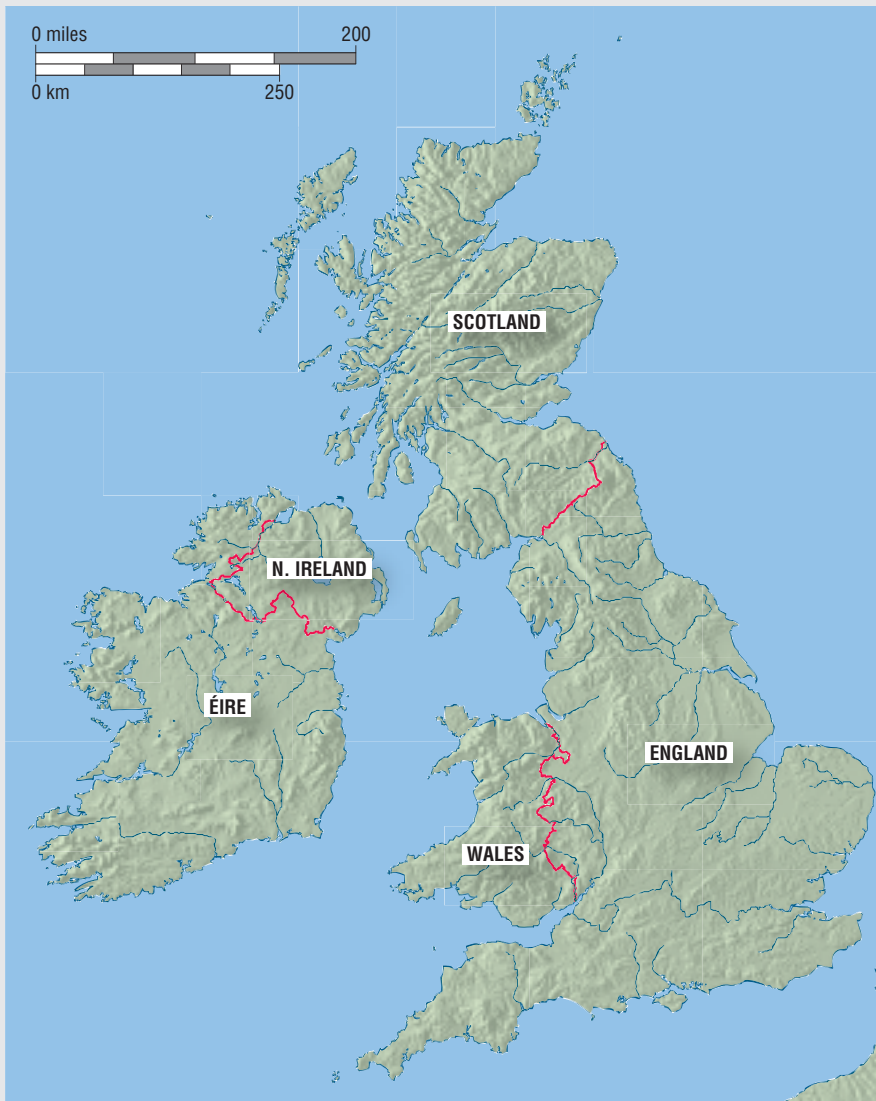 0 miles 200
0 km 250
SCOTLAND
N. IRELAND
ÉIRE
ENGLAND
WALES